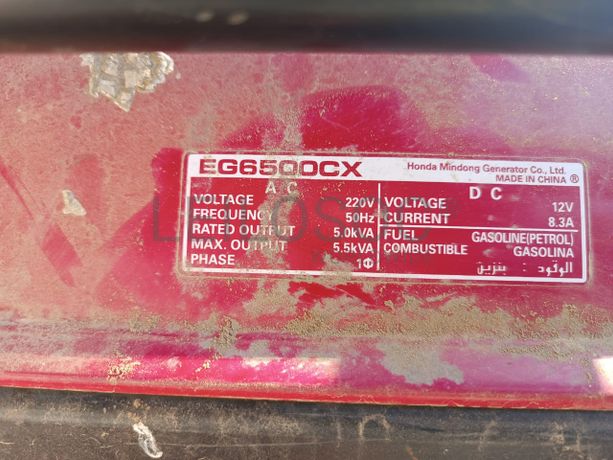 EG6500CX
Honda Mindong Generator Co., Ltd.
MADE IN CHINA ®
A C
VOLTAGE 220V
FREQUENCY 50Hz
RATED OUTPUT 5.0kVA
MAX. OUTPUT 5.5kVA
PHASE 1Φ
D C
VOLTAGE 12V
CURRENT 8.3A
FUEL GASOLINE(PETROL)
COMBUSTIBLE GASOLINA
الوقود : بنزين